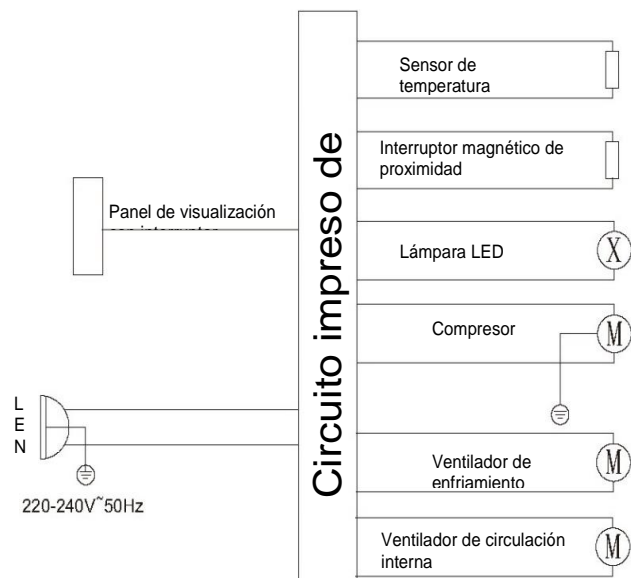 Circuito impreso de
Sensor de
temperatura
Interruptor magnético de
proximidad
Panel de visualización
Lámpara LED
X
Compresor
M
L
E
N
220-240V~50Hz
Ventilador de
enfriamiento
M
Ventilador de circulación
interna
M